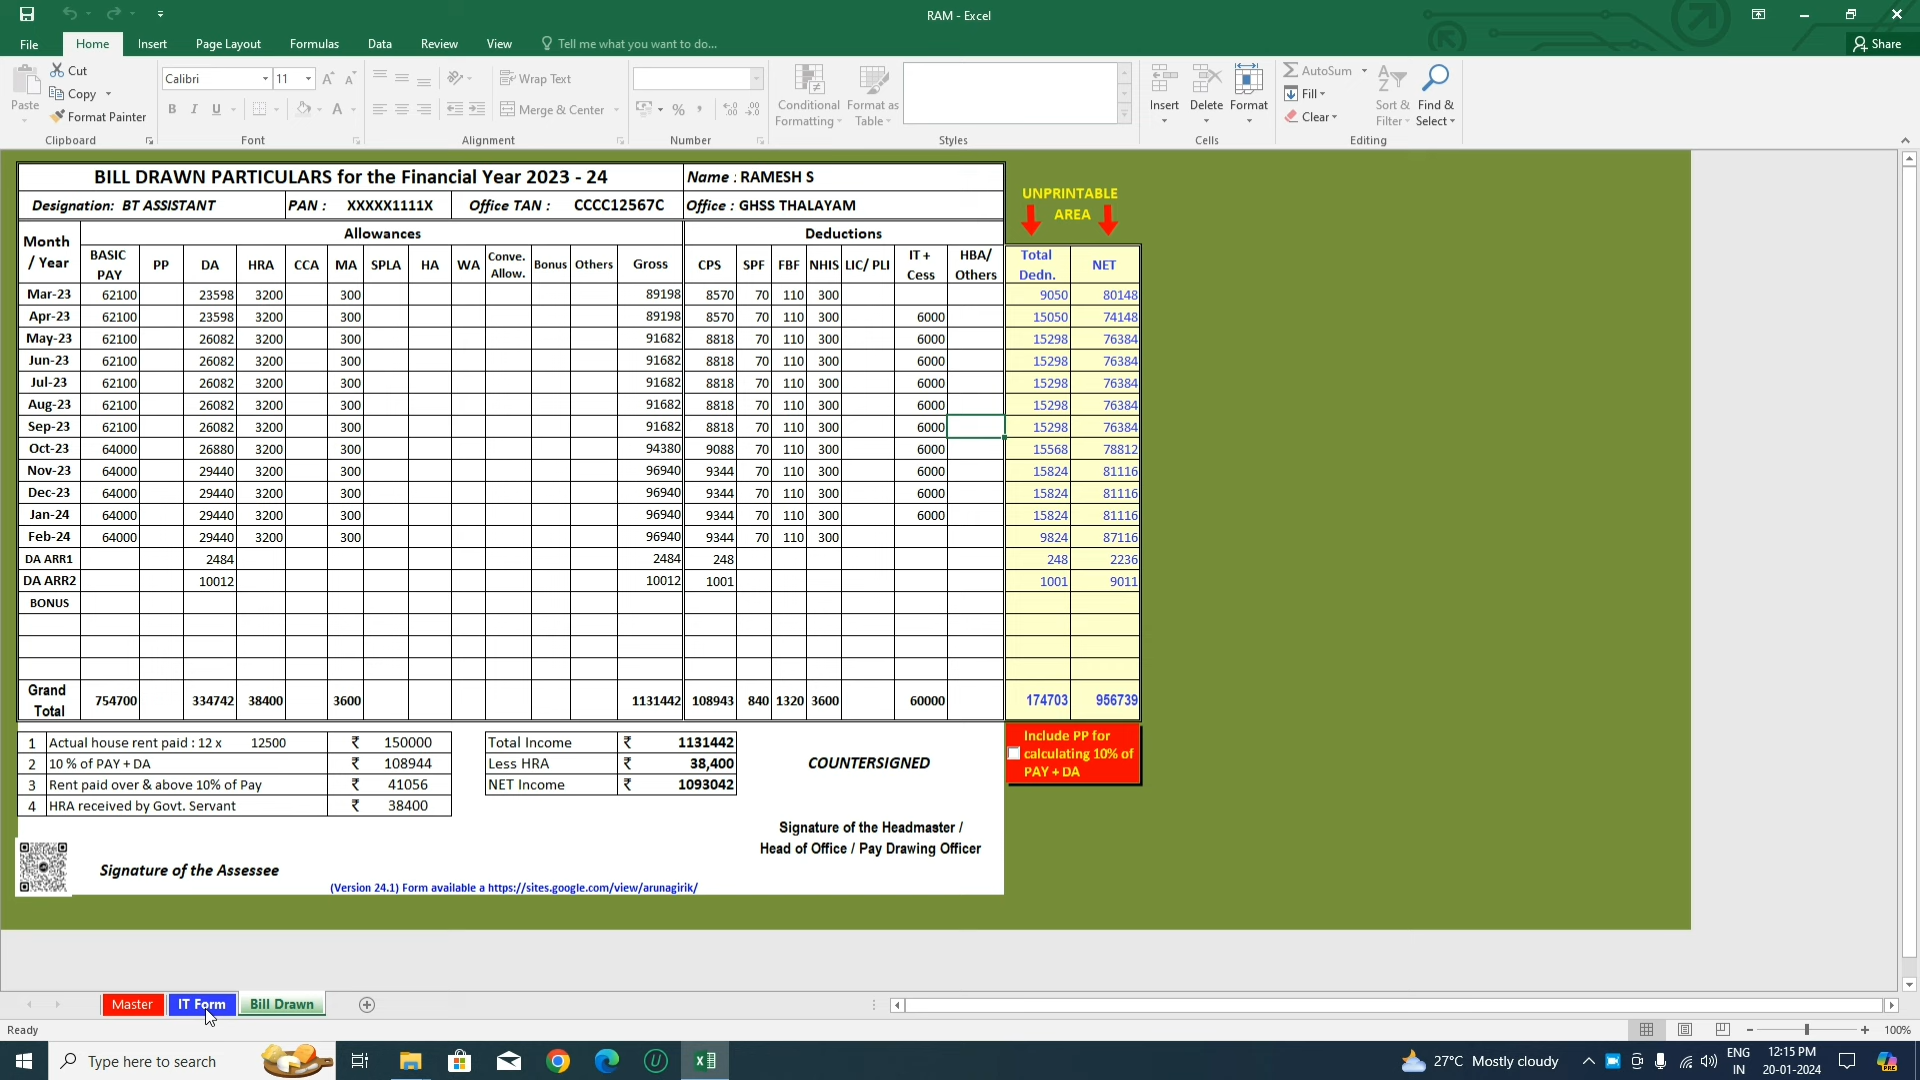 RAM - Excel
File Home Insert Page Layout Formulas Data Review View Tell me what you want to do... Share
Paste Cut Copy Format Painter Clipboard
Calibri 11 Font
Wrap Text Merge & Center Alignment
Number
Conditional Formatting Format as Table Styles
Insert Delete Format Cells
AutoSum Fill Clear Sort & Filter Find & Select Editing
BILL DRAWN PARTICULARS for the Financial Year 2023 - 24 Name : RAMESH S
Designation: BT ASSISTANT PAN : XXXXX1111X Office TAN : CCCC12567C Office : GHSS THALAYAM
UNPRINTABLE AREA
Month / Year Allowances Deductions
BASIC PAY PP DA HRA CCA MA SPLA HA WA Conve. Allow. Bonus Others Gross CPS SPF FBF NHIS LIC/ PLI IT + Cess HBA/ Others Total Dedn. NET
Mar-23 62100 23598 3200 300 89198 8570 70 110 300 9050 80148
Apr-23 62100 23598 3200 300 89198 8570 70 110 300 6000 15050 74148
May-23 62100 26082 3200 300 91682 8818 70 110 300 6000 15298 76384
Jun-23 62100 26082 3200 300 91682 8818 70 110 300 6000 15298 76384
Jul-23 62100 26082 3200 300 91682 8818 70 110 300 6000 15298 76384
Aug-23 62100 26082 3200 300 91682 8818 70 110 300 6000 15298 76384
Sep-23 62100 26082 3200 300 91682 8818 70 110 300 6000 15298 76384
Oct-23 64000 26880 3200 300 94380 9088 70 110 300 6000 15568 78812
Nov-23 64000 29440 3200 300 96940 9344 70 110 300 6000 15824 81116
Dec-23 64000 29440 3200 300 96940 9344 70 110 300 6000 15824 81116
Jan-24 64000 29440 3200 300 96940 9344 70 110 300 6000 15824 81116
Feb-24 64000 29440 3200 300 96940 9344 70 110 300 9824 87116
DA ARR1 2484 2484 248 248 2236
DA ARR2 10012 10012 1001 1001 9011
BONUS
Grand Total 754700 334742 38400 3600 1131442 108943 840 1320 3600 60000 174703 956739
1 Actual house rent paid : 12 x 12500 ₹ 150000
2 10 % of PAY + DA ₹ 108944
3 Rent paid over & above 10% of Pay ₹ 41056
4 HRA received by Govt. Servant ₹ 38400
Total Income ₹ 1131442
Less HRA ₹ 38,400
NET Income ₹ 1093042
COUNTERSIGNED
Include PP for
calculating 10% of
PAY + DA
Signature of the Headmaster /
Head of Office / Pay Drawing Officer
Signature of the Assessee
(Version 24.1) Form available a https://sites.google.com/view/arunagirik/
Master IT Form Bill Drawn
Ready 100%
Type here to search 27°C Mostly cloudy ENG IN 12:15 PM 20-01-2024